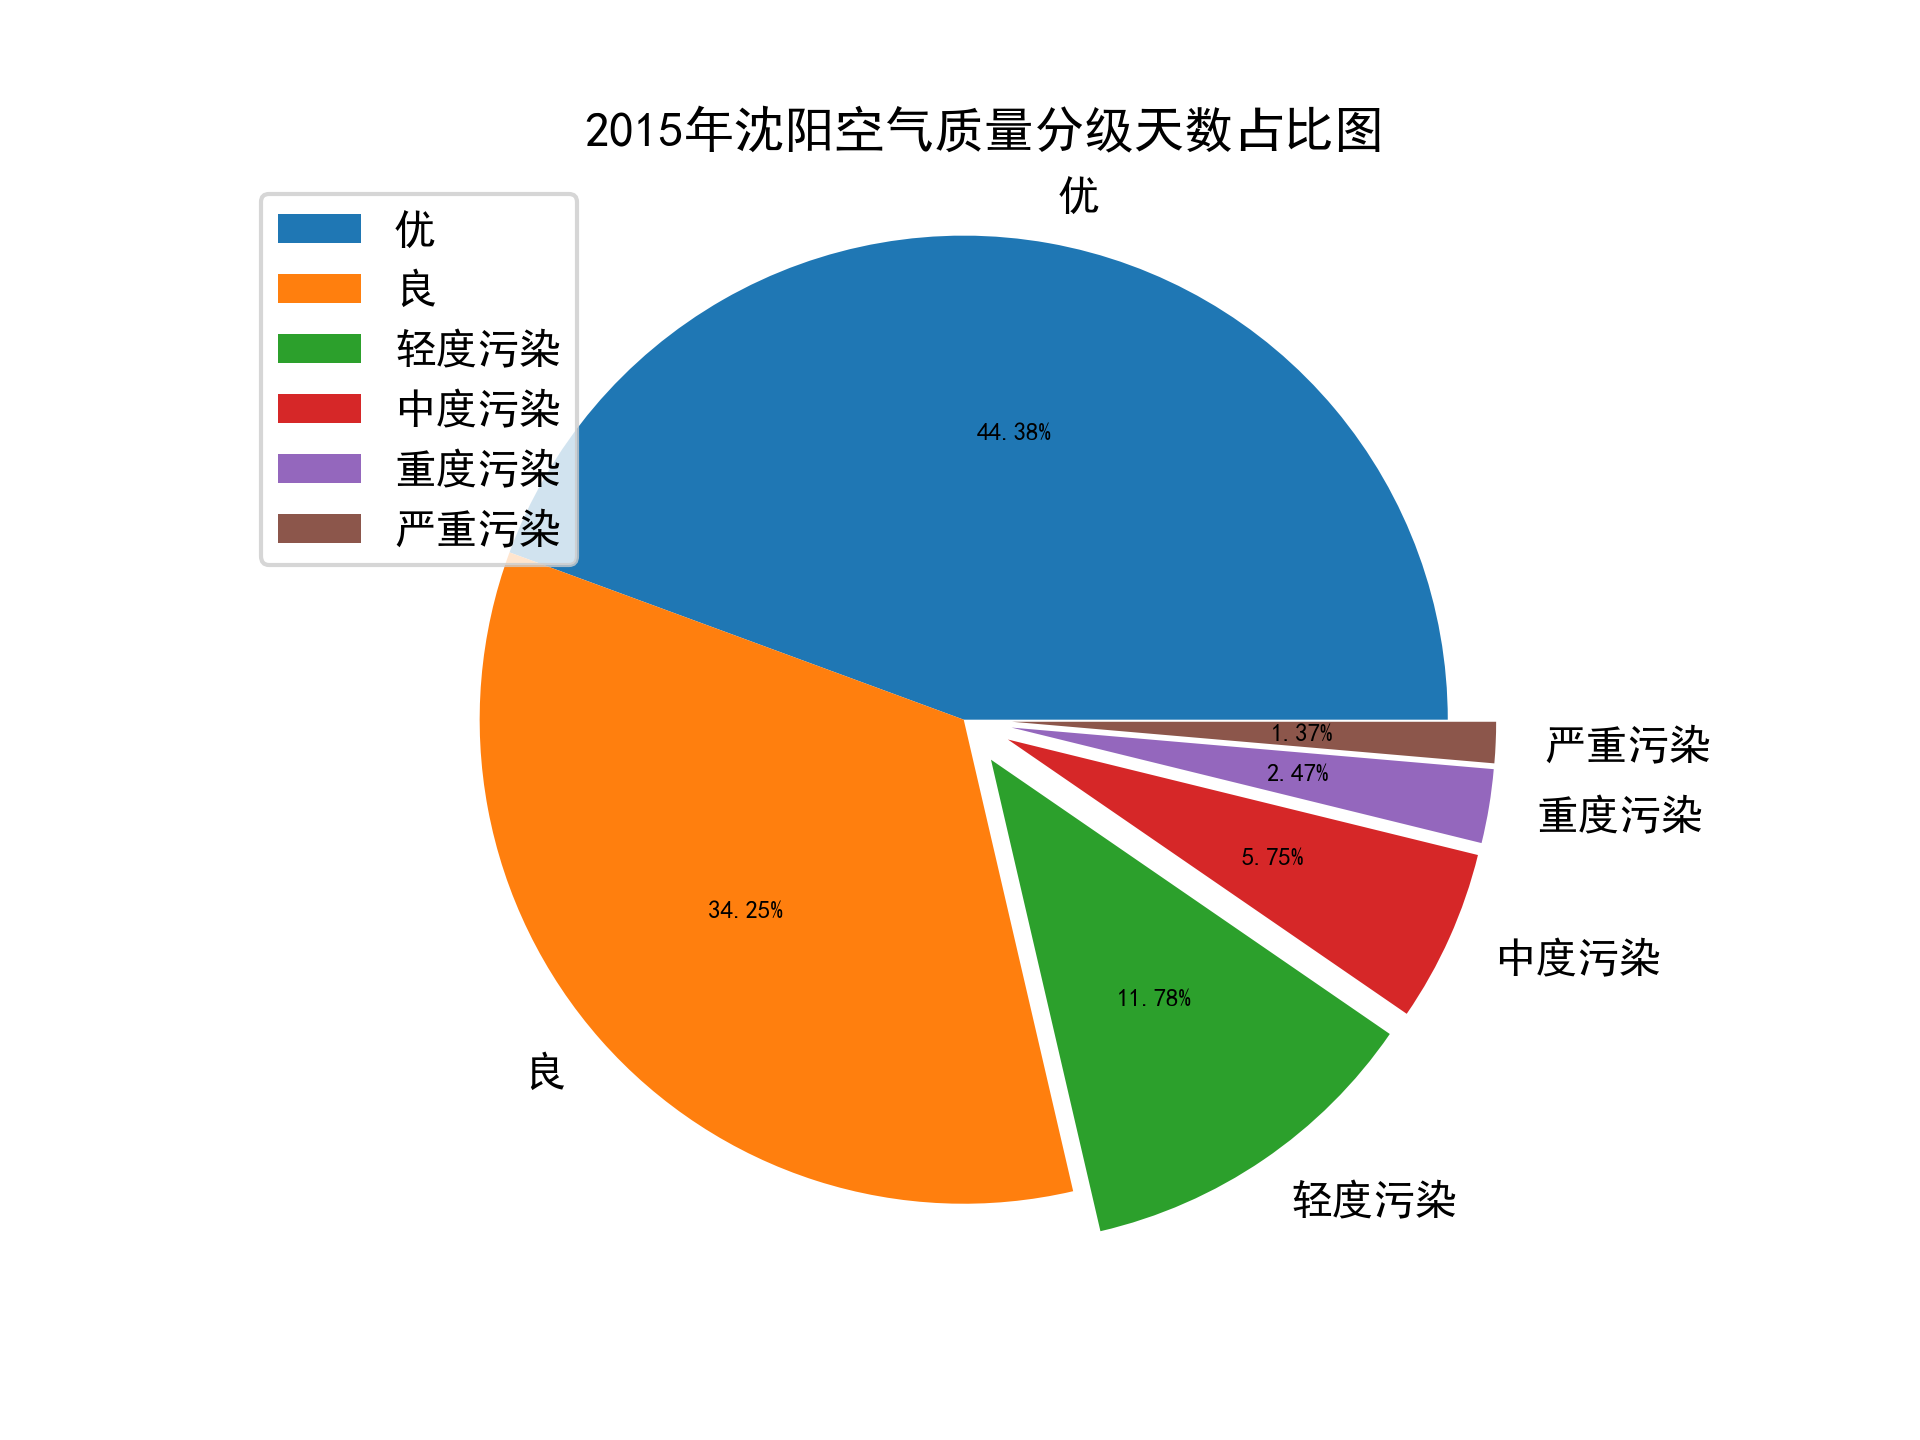 2015年沈阳空气质量分级天数占比图
优
良
轻度污染
中度污染
重度污染
严重污染
优
44.38%
1.37%
严重污染
2.47%
重度污染
5.75%
中度污染
34.25%
11.78%
良
轻度污染